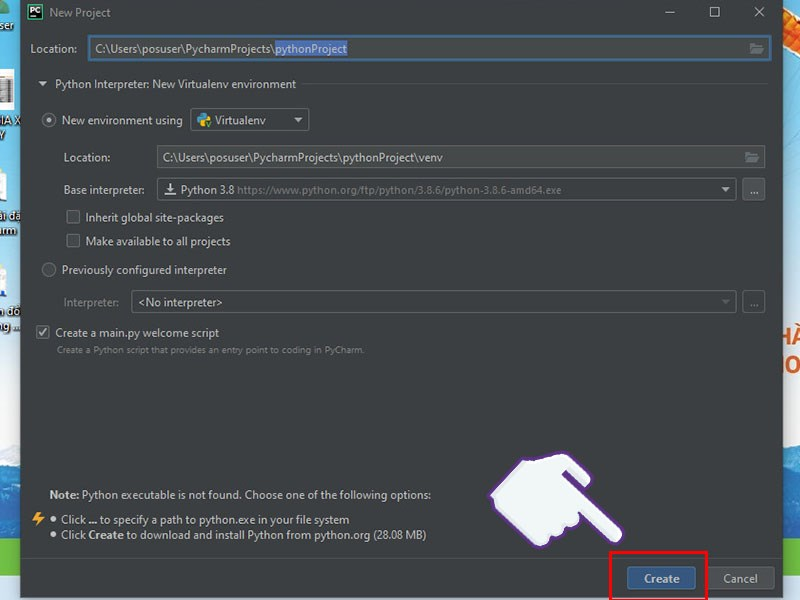 PC
New Project
Location: C:\Users\posuser\PycharmProjects\pythonProject
Python Interpreter: New Virtualenv environment
New environment using Virtualenv
Location: C:\Users\posuser\PycharmProjects\pythonProject\venv
Base interpreter: Python 3.8 https://www.python.org/ftp/python/3.8.6/python-3.8.6-amd64.exe ...
Inherit global site-packages
Make available to all projects
Previously configured interpreter
Interpreter: <No interpreter> ...
Create a main.py welcome script
Create a Python script that provides an entry point to coding in PyCharm.
Note: Python executable is not found. Choose one of the following options:
• Click ... to specify a path to python.exe in your file system
• Click Create to download and install Python from python.org (28.08 MB)
Create Cancel